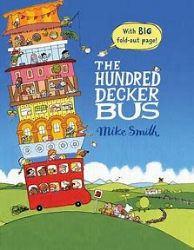 With BIG
fold-out page!
THE
HUNDRED
DECKER
BUS
Mike Smith